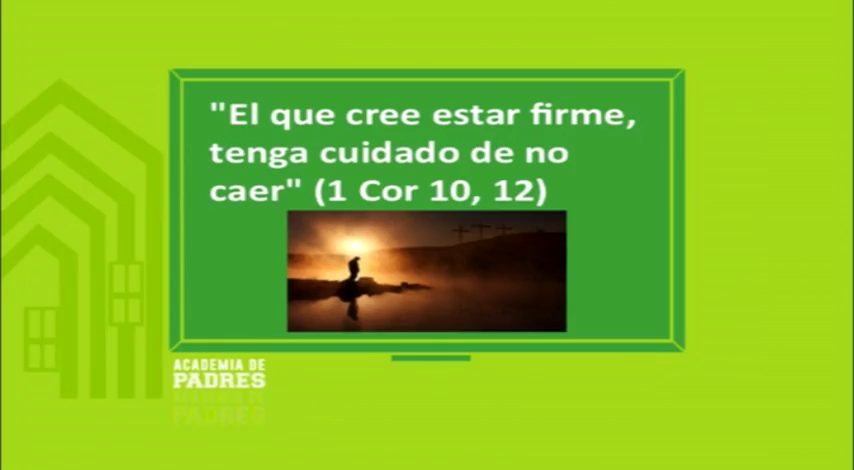 "El que cree estar firme,
tenga cuidado de no
caer" (1 Cor 10, 12)
ACADEMIA DE
PADRES